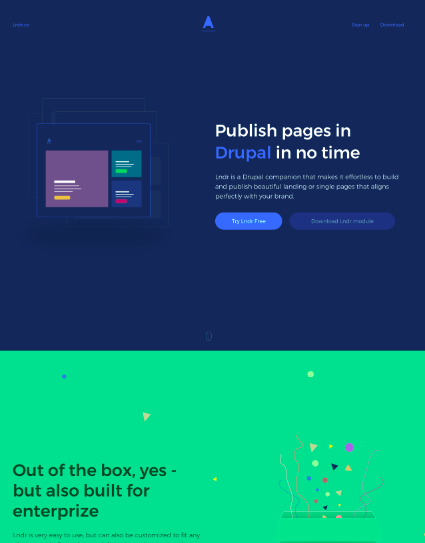 Lndr.co
Sign up
Download
Publish pages in
Drupal in no time
Lndr is a Drupal companion that makes it effortless to build
and publish beautiful landing or single pages that aligns
perfectly with your brand.
Try Lndr Free
Download Lndr module
Out of the box, yes -
but also built for
enterprize
Lndr is very easy to use, but can also be customized to fit any